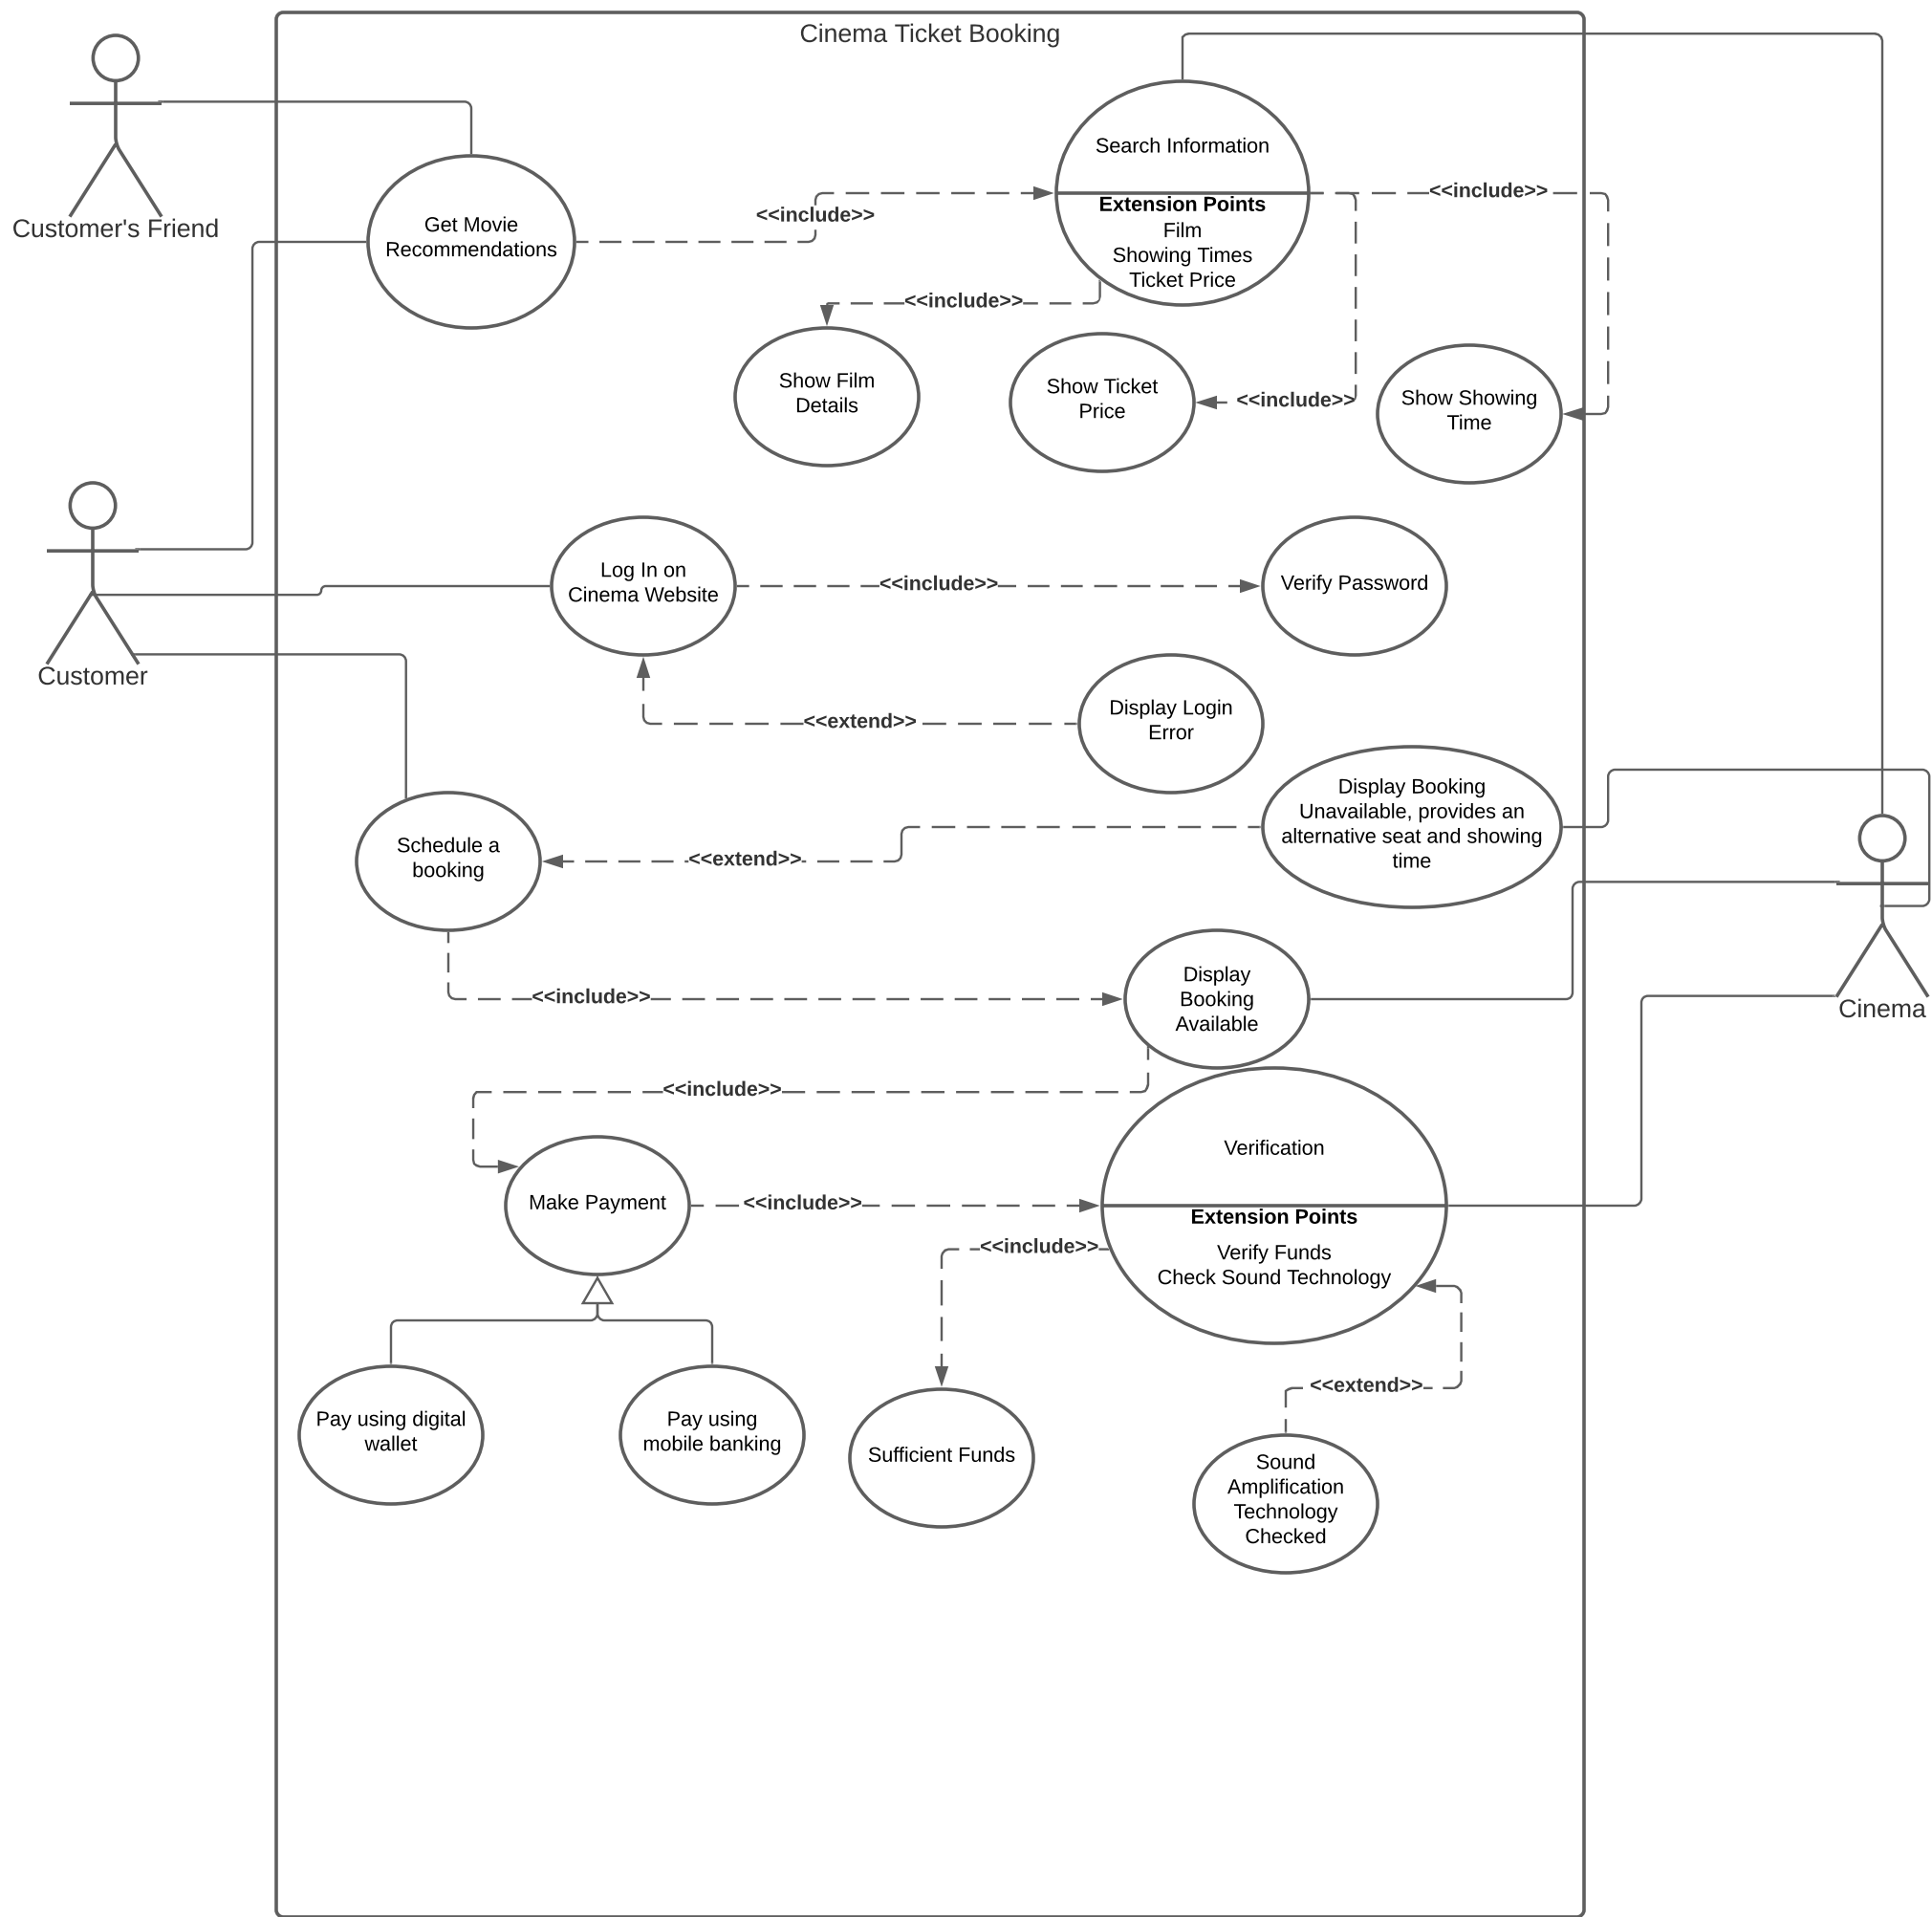 Cinema Ticket Booking
Customer's Friend
Get Movie
Recommendations
<<include>>
Search Information
Extension Points
Film
Showing Times
Ticket Price
<<include>>
<<include>>
Show Film
Details
Show Ticket
Price
<<include>>
Show Showing
Time
Customer
Log In on
Cinema Website
<<include>>
Verify Password
<<extend>>
Display Login
Error
Schedule a
booking
<<extend>>
Display Booking
Unavailable, provides an
alternative seat and showing
time
Cinema
<<include>>
Display
Booking
Available
<<include>>
Make Payment
<<include>>
Verification
Extension Points
Verify Funds
Check Sound Technology
<<include>>
<<extend>>
Pay using digital
wallet
Pay using
mobile banking
Sufficient Funds
Sound
Amplification
Technology
Checked